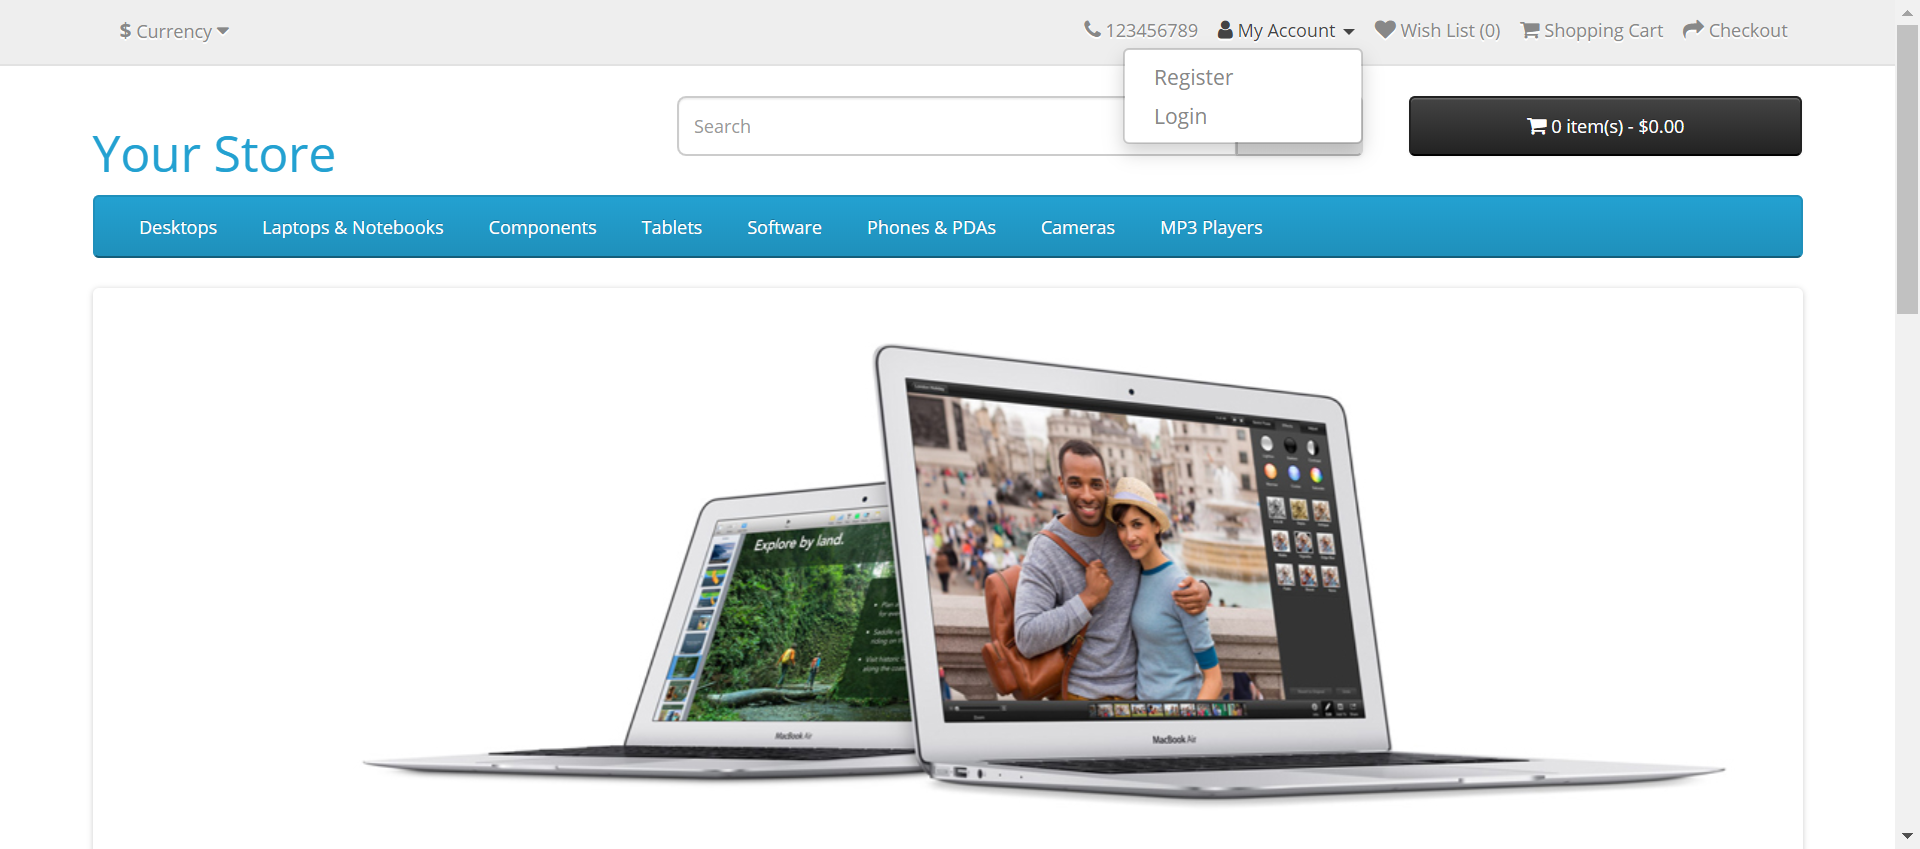 $ Currency
123456789
My Account
Wish List (0)
Shopping Cart
Checkout
Register
Login
Search
0 item(s) - $0.00
Your Store
Desktops
Laptops & Notebooks
Components
Tablets
Software
Phones & PDAs
Cameras
MP3 Players
Explore by land.
MacBook Air
MacBook Air